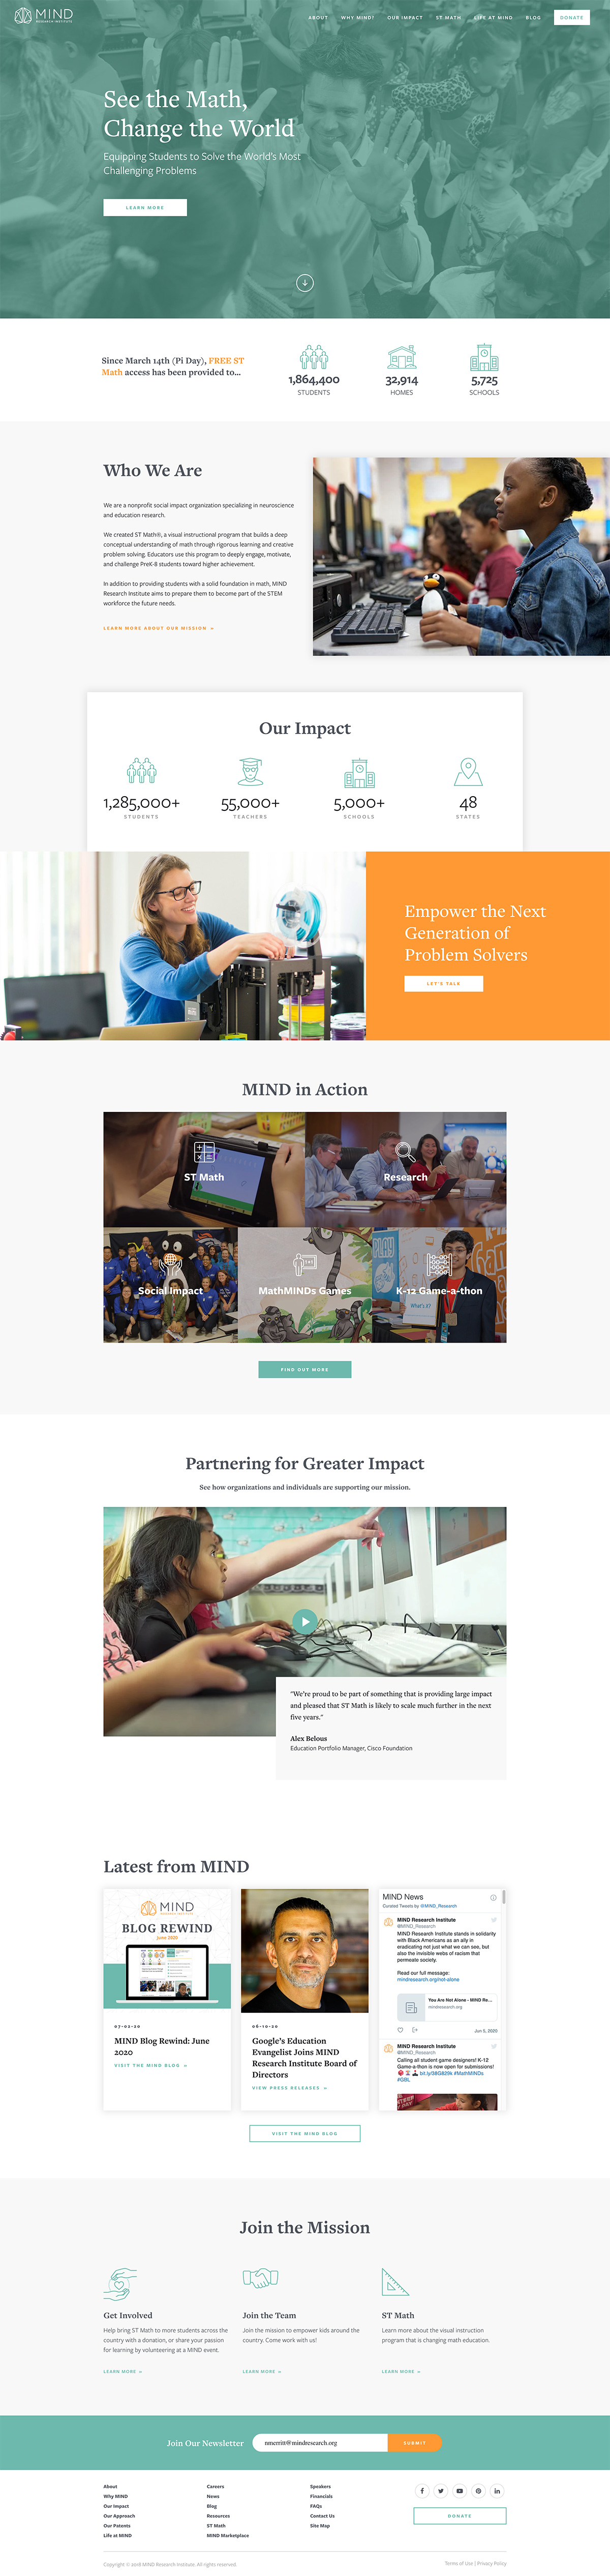 MIND
RESEARCH INSTITUTE
ABOUT WHY MIND? OUR IMPACT ST MATH LIFE AT MIND BLOG DONATE
See the Math,
Change the World
Equipping Students to Solve the World's Most
Challenging Problems
LEARN MORE
Since March 14th (Pi Day), FREE ST
Math access has been provided to...
1,864,400
STUDENTS
32,914
HOMES
5,725
SCHOOLS
Who We Are
We are a nonprofit social impact organization specializing in neuroscience
and education research.
We created ST Math®, a visual instructional program that builds a deep
conceptual understanding of math through rigorous learning and creative
problem solving. Educators use this program to deeply engage, motivate,
and challenge PreK-8 students toward higher achievement.
In addition to providing students with a solid foundation in math, MIND
Research Institute aims to prepare them to become part of the STEM
workforce the future needs.
LEARN MORE ABOUT OUR MISSION »
Our Impact
1,285,000+
STUDENTS
55,000+
TEACHERS
5,000+
SCHOOLS
48
STATES
Empower the Next
Generation of
Problem Solvers
LET'S TALK
MIND in Action
ST Math
Research
Social Impact
MathMINDs Games
K-12 Game-a-thon
What's it?
FIND OUT MORE
Partnering for Greater Impact
See how organizations and individuals are supporting our mission.
"We're proud to be part of something that is providing large impact
and pleased that ST Math is likely to scale much further in the next
five years."
Alex Belous
Education Portfolio Manager, Cisco Foundation
Latest from MIND
MIND
BLOG REWIND
June 2020
07-02-20
MIND Blog Rewind: June
2020
VISIT THE MIND BLOG »
06-10-20
Google's Education
Evangelist Joins MIND
Research Institute Board of
Directors
VIEW PRESS RELEASES »
MIND News
Curated Tweets by @MIND_Research
MIND Research Institute
@MIND_Research
MIND Research Institute stands in solidarity
with Black Americans as an ally in
eradicating not just what we can see, but
also the invisible webs of racism that
permeate society.
Read our full message:
mindresearch.org/not-alone
You Are Not Alone - MIND Re...
mindresearch.org
Jun 5, 2020
MIND Research Institute
@MIND_Research
Calling all student game designers! K-12
Game-a-thon is now open for submissions!
bit.ly/38G829k #MathMINDs
#GBL
VISIT THE MIND BLOG
Join the Mission
Get Involved
Help bring ST Math to more students across the
country with a donation, or share your passion
for learning by volunteering at a MIND event.
LEARN MORE »
Join the Team
Join the mission to empower kids around the
country. Come work with us!
LEARN MORE »
ST Math
Learn more about the visual instruction
program that is changing math education.
LEARN MORE »
Join Our Newsletter
nmerritt@mindresearch.org
SUBMIT
About
Why MIND
Our Impact
Our Approach
Our Patents
Life at MIND
Careers
News
Blog
Resources
ST Math
MIND Marketplace
Speakers
Financials
FAQs
Contact Us
Site Map
DONATE
Copyright © 2018 MIND Research Institute. All rights reserved.
Terms of Use | Privacy Policy